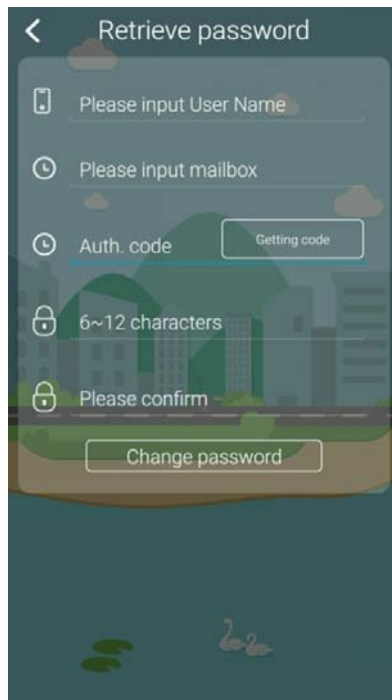 Retrieve password
Please input User Name
Please input mailbox
Auth. code
Getting code
6~12 characters
Please confirm
Change password